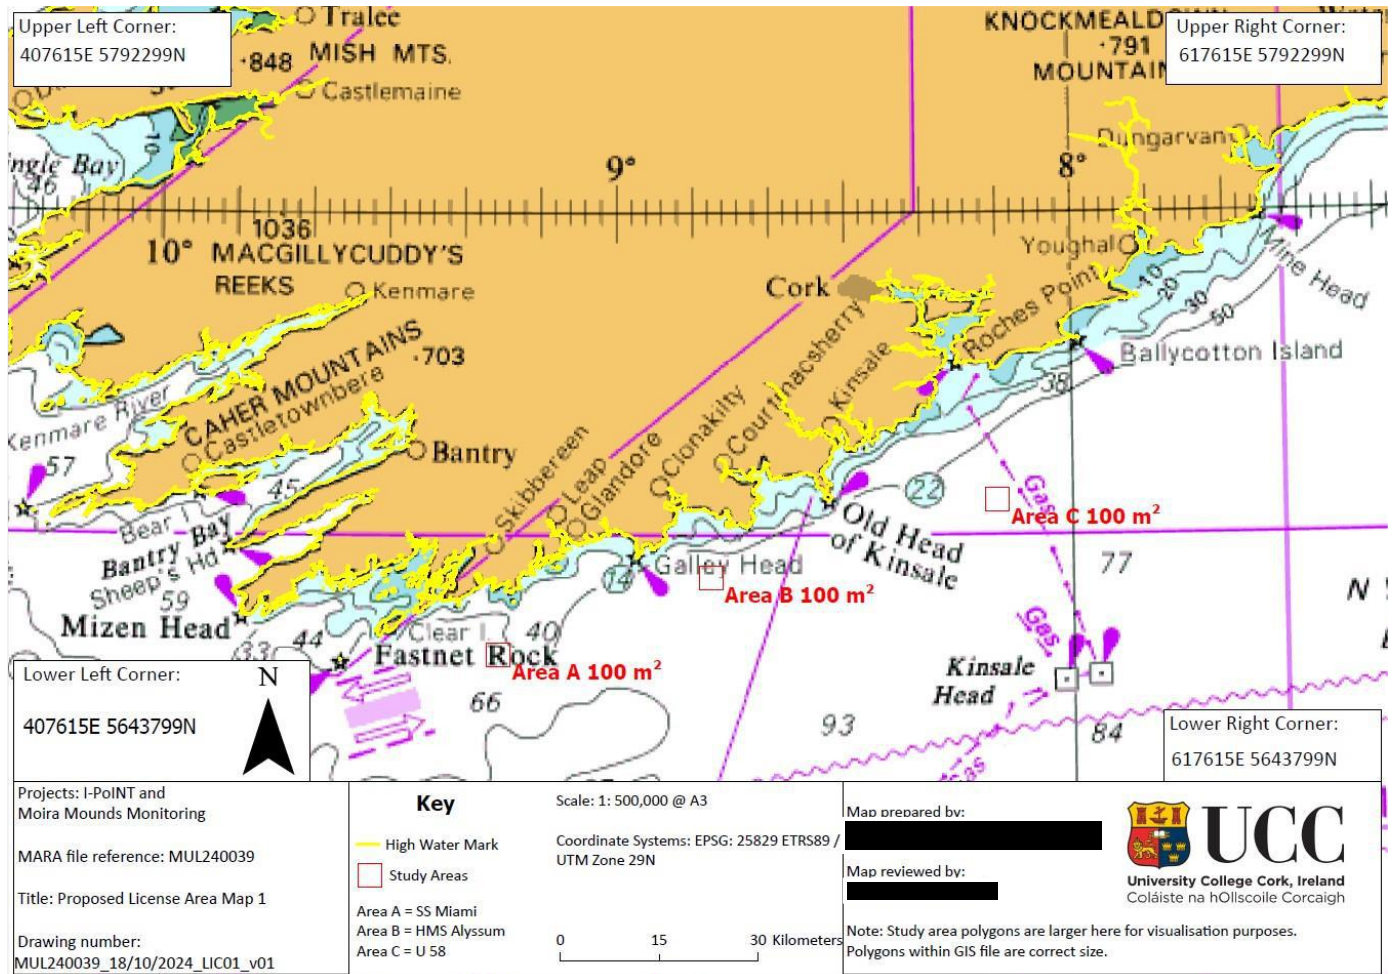 Upper Left Corner:
407615E 5792299N
Tralee
MISH MTS.
·848
Castlemaine
KNOCKMEALDOWN
·791
MOUNTAIN
Upper Right Corner:
617615E 5792299N
Dungarvan
ngle Bay
46
10
9°
8°
1036
10°
MACGILLYCUDDY'S
REEKS
Kenmare
Cork
Youghal
Mine Head
Roches Point
10
20
30
50
Ballycotton Island
38
·703
CAHER MOUNTAINS
Castletownbere
Kenmare River
57
Bantry
45
Bear I.
Bantry Bay
Sheep's Hd
59
Mizen Head
Skibbereen
Leap
Glandore
Clonakilty
Courtmacsherry
Kinsale
22
Old Head
of Kinsale
Gas
Area C 100 m²
77
14
Galley Head
Area B 100 m²
33
44
Clear I.
40
Fastnet Rock
Area A 100 m²
66
93
Gas
Kinsale
Head
84
Gas
N
Lower Left Corner:
407615E 5643799N
N
Lower Right Corner:
617615E 5643799N
Projects: I-PoINT and
Moira Mounds Monitoring
MARA file reference: MUL240039
Title: Proposed License Area Map 1
Drawing number:
MUL240039_18/10/2024_LIC01_v01
Key
High Water Mark
Study Areas
Area A = SS Miami
Area B = HMS Alyssum
Area C = U 58
Scale: 1: 500,000 @ A3
Coordinate Systems: EPSG: 25829 ETRS89 /
UTM Zone 29N
0 15 30 Kilometers
Map prepared by:
Map reviewed by:
UCC
University College Cork, Ireland
Coláiste na hOllscoile Corcaigh
Note: Study area polygons are larger here for visualisation purposes.
Polygons within GIS file are correct size.